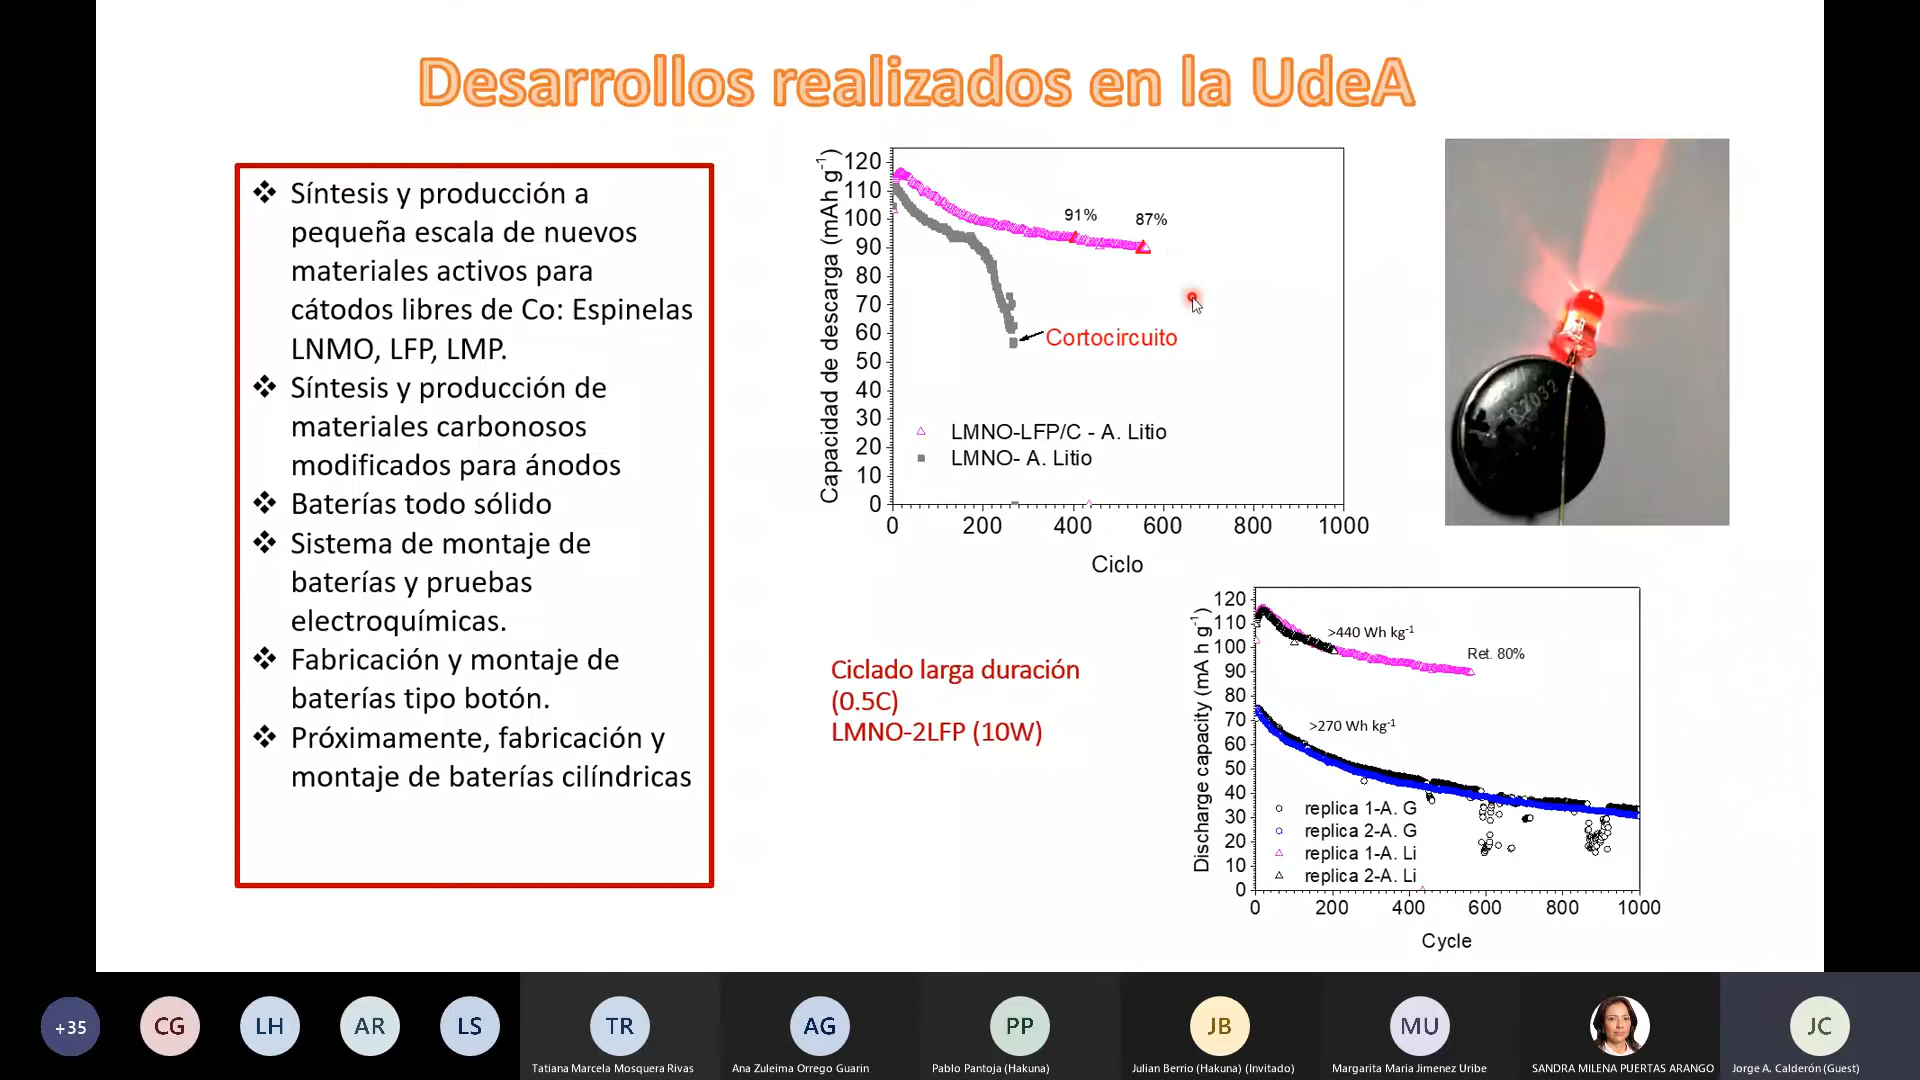 Desarrollos realizados en la UdeA
❖ Síntesis y producción a
pequeña escala de nuevos
materiales activos para
cátodos libres de Co: Espinelas
LNMO, LFP, LMP.
❖ Síntesis y producción de
materiales carbonosos
modificados para ánodos
❖ Baterías todo sólido
❖ Sistema de montaje de
baterías y pruebas
electroquímicas.
❖ Fabricación y montaje de
baterías tipo botón.
❖ Próximamente, fabricación y
montaje de baterías cilíndricas
Capacidad de descarga (mAh g⁻¹)
120
110
100
90
80
70
60
50
40
30
20
10
0
91%
87%
Cortocircuito
LMNO-LFP/C - A. Litio
LMNO- A. Litio
0 200 400 600 800 1000
Ciclo
Ciclado larga duración
(0.5C)
LMNO-2LFP (10W)
Discharge capacity (mA h g⁻¹)
120
110
100
90
80
70
60
50
40
30
20
10
0
>440 Wh kg⁻¹
Ret. 80%
>270 Wh kg⁻¹
replica 1-A. G
replica 2-A. G
replica 1-A. Li
replica 2-A. Li
0 200 400 600 800 1000
Cycle
+35
CG
LH
AR
LS
TR
Tatiana Marcela Mosquera Rivas
AG
Ana Zuleima Orrego Guarin
PP
Pablo Pantoja (Hakuna)
JB
Julian Berrio (Hakuna) (Invitado)
MU
Margarita Maria Jimenez Uribe
SANDRA MILENA PUERTAS ARANGO
JC
Jorge A. Calderón (Guest)